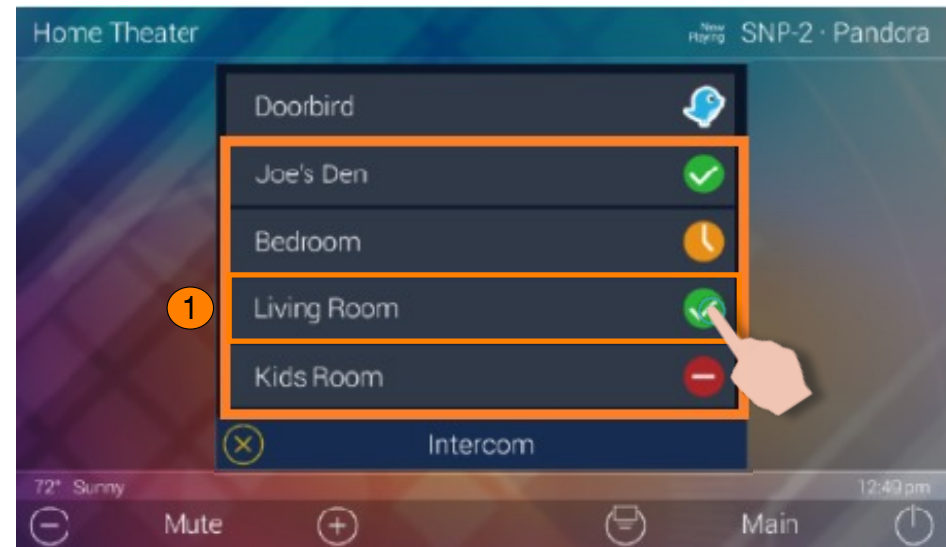 Home Theater
Now Playing SNP-2 · Pandora
Doorbird
Joe's Den
Bedroom
1 Living Room
Kids Room
Intercom
72° Sunny
12:49 pm
Mute
Main